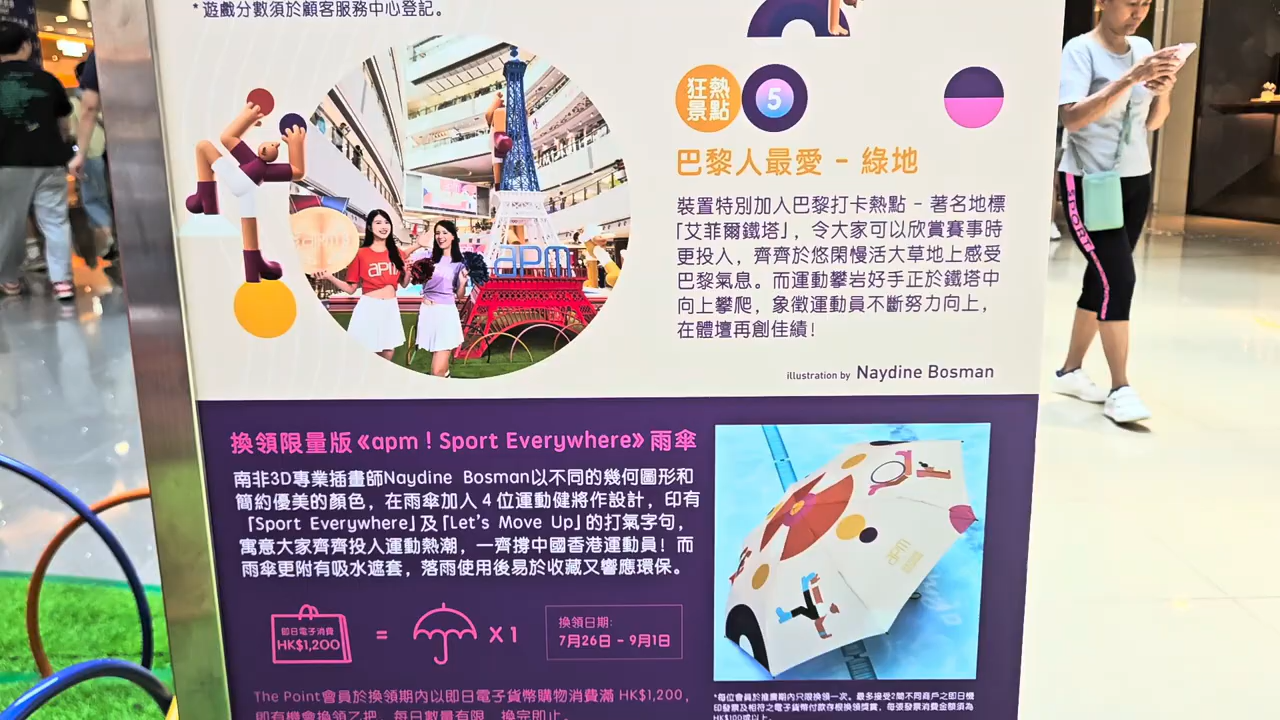 *遊戲分數須於顧客服務中心登記。
狂熱
景點
5
巴黎人最愛 - 綠地
裝置特別加入巴黎打卡熱點 - 著名地標
「艾菲爾鐵塔」, 令大家可以欣賞賽事時
更投入, 齊齊於悠閑慢活大草地上感受
巴黎氣息。而運動攀岩好手正於鐵塔中
向上攀爬, 象徵運動員不斷努力向上,
在體壇再創佳績!
illustration by Naydine Bosman
apm
apm
換領限量版《apm ! Sport Everywhere》雨傘
南非3D專業插畫師Naydine Bosman以不同的幾何圖形和
簡約優美的顏色, 在雨傘加入 4 位運動健將作設計, 印有
「Sport Everywhere」及「Let's Move Up」的打氣字句,
寓意大家齊齊投入運動熱潮, 一齊撐中國香港運動員! 而
雨傘更附有吸水遮套, 落雨使用後易於收藏又響應環保。
即日電子消費
HK$1,200
= X 1
換領日期:
7月26日 - 9月1日
The Point會員於換領期內以即日電子貨幣購物消費滿 HK$1,200,
即有機會換領乙把。每日數量有限, 換完即止。
apm
*每位會員於推廣期內只限換領一次。最多接受2間不同商戶之即日機
印發票及相符之電子貨幣付款存根換領獎賞, 每張發票消費金額須為
HK$100或以上。
SPORT